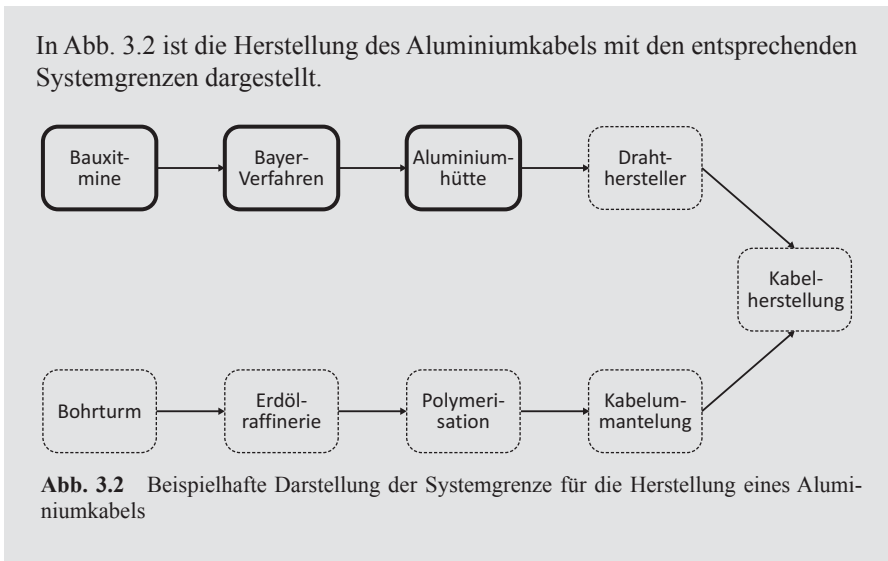 In Abb. 3.2 ist die Herstellung des Aluminiumkabels mit den entsprechenden
Systemgrenzen dargestellt.
Bauxit-
mine
Bayer-
Verfahren
Aluminium-
hütte
Draht-
hersteller
Kabel-
herstellung
Bohrturm
Erdöl-
raffinerie
Polymeri-
sation
Kabelum-
mantelung
Abb. 3.2 Beispielhafte Darstellung der Systemgrenze für die Herstellung eines Alumi-
niumkabels